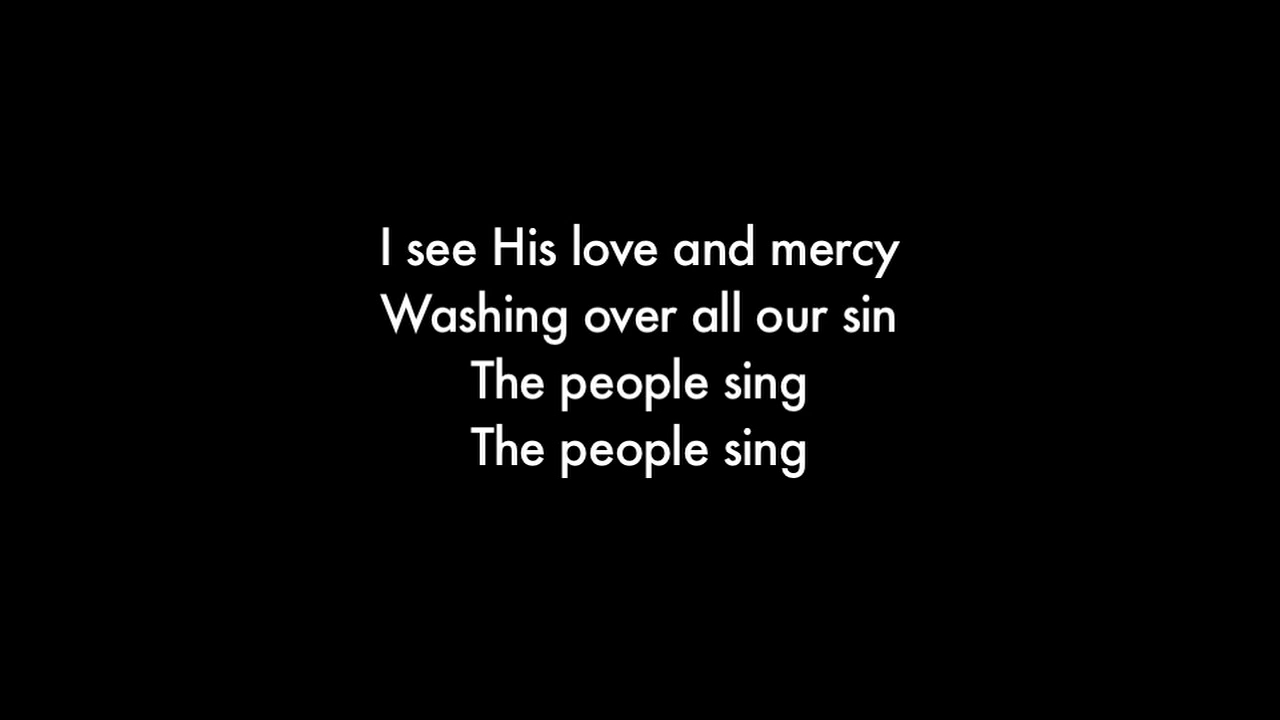 I see His love and mercy
Washing over all our sin
The people sing
The people sing